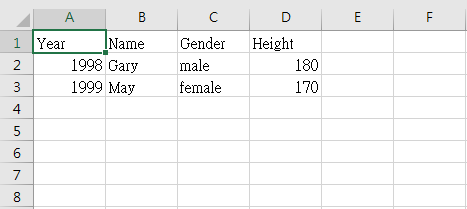 A B C D E F
1 Year Name Gender Height
2 1998 Gary male 180
3 1999 May female 170
4
5
6
7
8